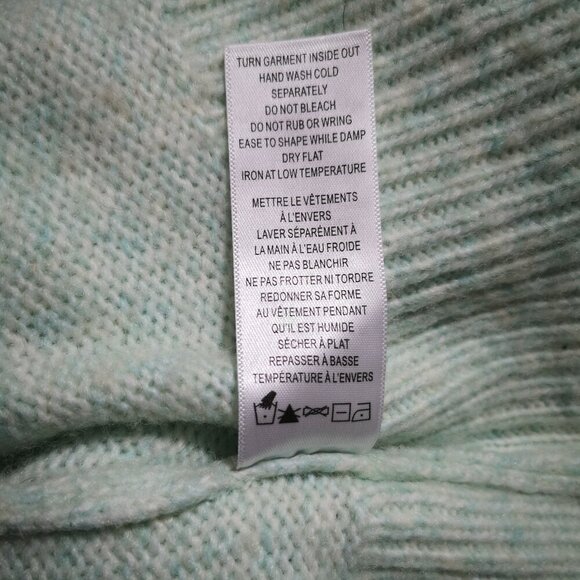 TURN GARMENT INSIDE OUT
HAND WASH COLD
SEPARATELY
DO NOT BLEACH
DO NOT RUB OR WRING
EASE TO SHAPE WHILE DAMP
DRY FLAT
IRON AT LOW TEMPERATURE
METTRE LE VÊTEMENTS
À L'ENVERS
LAVER SÉPARÉMENT À
LA MAIN À L'EAU FROIDE
NE PAS BLANCHIR
NE PAS FROTTER NI TORDRE
REDONNER SA FORME
AU VÊTEMENT PENDANT
QU'IL EST HUMIDE
SÉCHER À PLAT
REPASSER À BASSE
TEMPÉRATURE À L'ENVERS